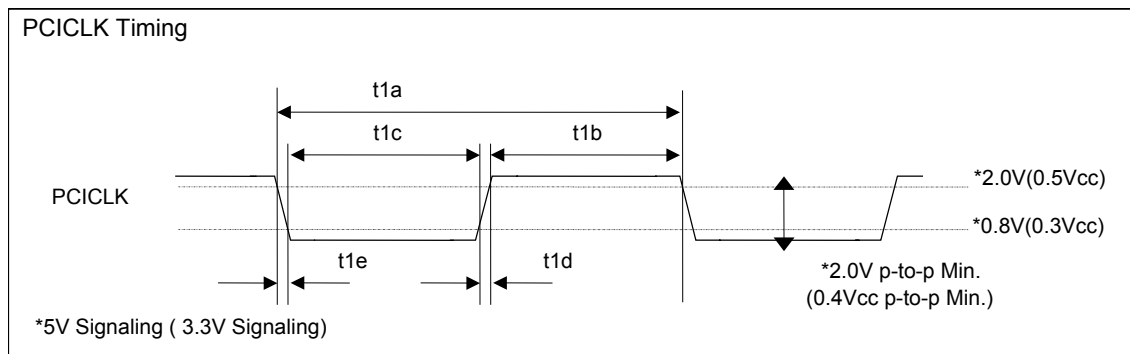 PCICLK Timing
t1a
t1c
t1b
PCICLK
*2.0V(0.5Vcc)
*0.8V(0.3Vcc)
t1e
t1d
*2.0V p-to-p Min.
(0.4Vcc p-to-p Min.)
*5V Signaling ( 3.3V Signaling)